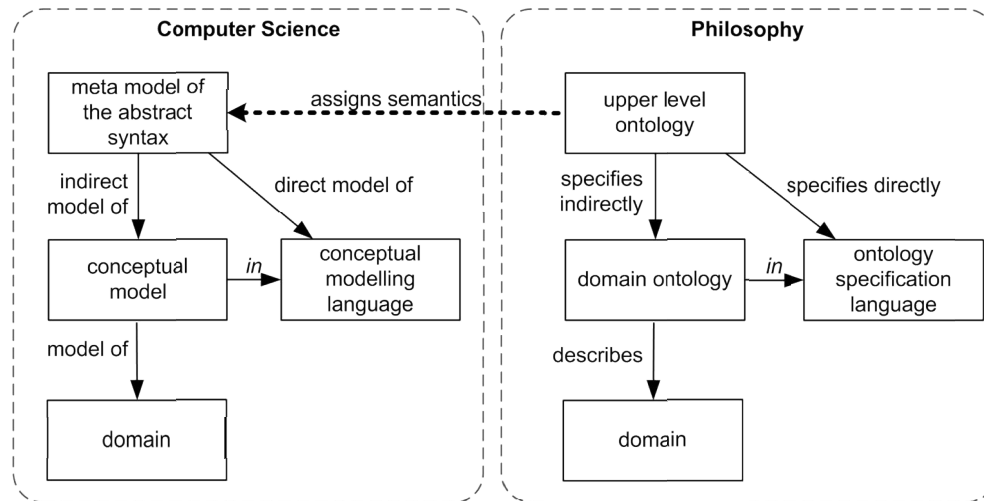 Computer Science
meta model of
the abstract
syntax
indirect
model of
direct model of
conceptual
model
in
conceptual
modelling
language
model of
domain
assigns semantics
Philosophy
upper level
ontology
specifies
indirectly
specifies directly
domain ontology
in
ontology
specification
language
describes
domain